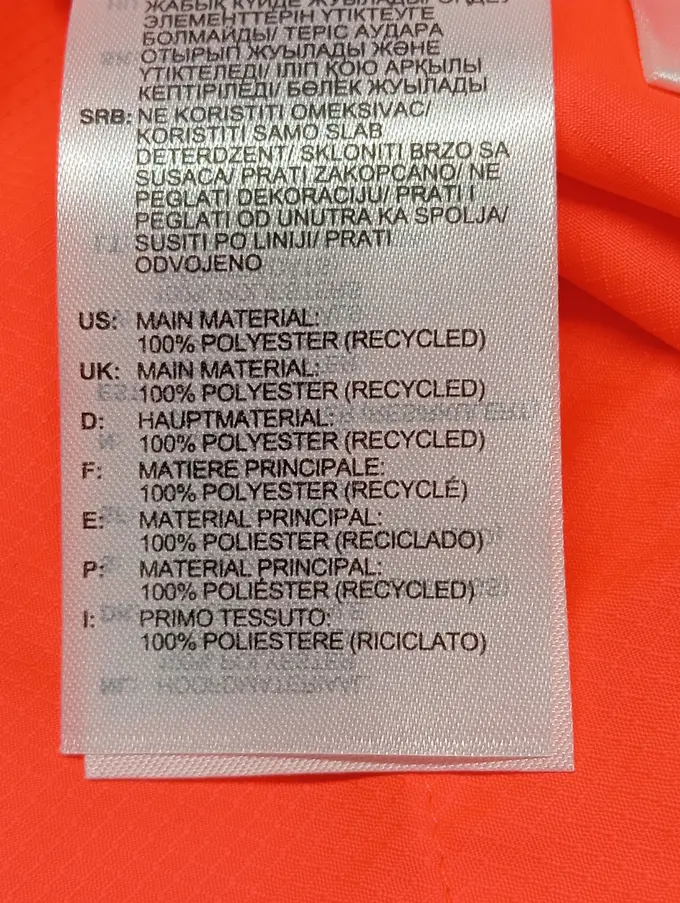 ЖАБЫҚ КҮЙДЕ ЖУЫЛАДЫ/
ЭЛЕМЕНТТЕРІН ҮТІКТЕУГЕ
БОЛМАЙДЫ/ ТЕРІС АУДАРА
ОТЫРЫП ЖУЫЛАДЫ ЖӘНЕ
ҮТІКТЕЛЕДІ/ ІЛІП ҚОЮ АРҚЫЛЫ
КЕПТІРІЛЕДІ/ БӨЛЕК ЖУЫЛАДЫ
SRB: NE KORISTITI OMEKSIVAC/
KORISTITI SAMO SLAB
DETERDZENT/ SKLONITI BRZO SA
SUSACA/ PRATI ZAKOPCANO/ NE
PEGLATI DEKORACIJU/ PRATI I
PEGLATI OD UNUTRA KA SPOLJA/
SUSITI PO LINIJI/ PRATI
ODVOJENO
US: MAIN MATERIAL:
100% POLYESTER (RECYCLED)
UK: MAIN MATERIAL:
100% POLYESTER (RECYCLED)
D: HAUPTMATERIAL:
100% POLYESTER (RECYCLED)
F: MATIERE PRINCIPALE:
100% POLYESTER (RECYCLÉ)
E: MATERIAL PRINCIPAL:
100% POLIESTER (RECICLADO)
P: MATERIAL PRINCIPAL:
100% POLIÉSTER (RECYCLED)
I: PRIMO TESSUTO:
100% POLIESTERE (RICICLATO)